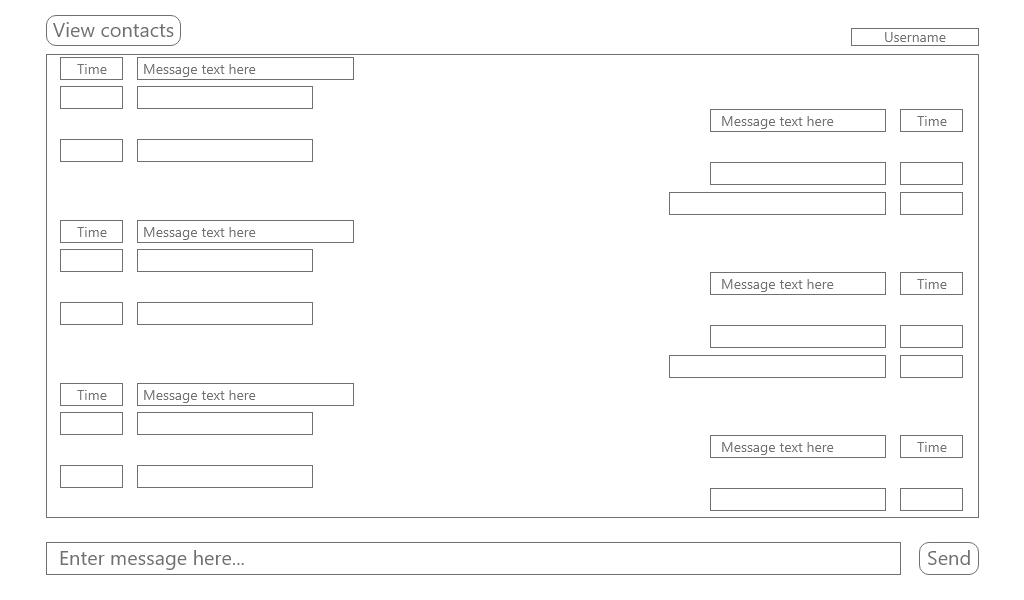 View contacts
Username
Time Message text here
Message text here Time
Time Message text here
Message text here Time
Time Message text here
Message text here Time
Enter message here...
Send